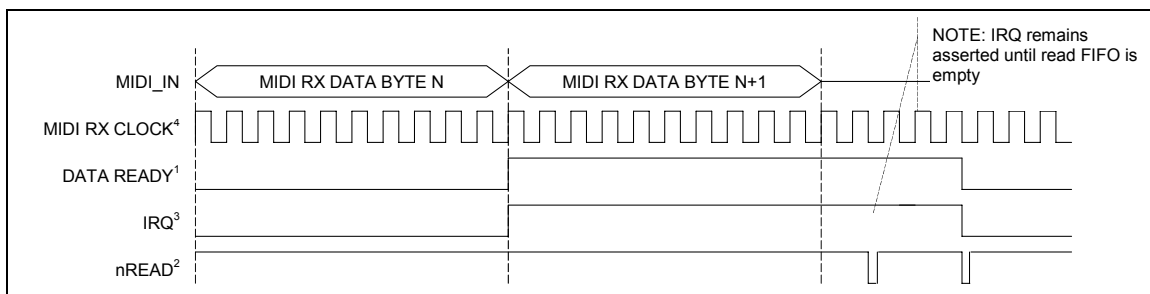 NOTE: IRQ remains
asserted until read FIFO is
empty
MIDI_IN
MIDI RX DATA BYTE N
MIDI RX DATA BYTE N+1
MIDI RX CLOCK⁴
DATA READY¹
IRQ³
nREAD²